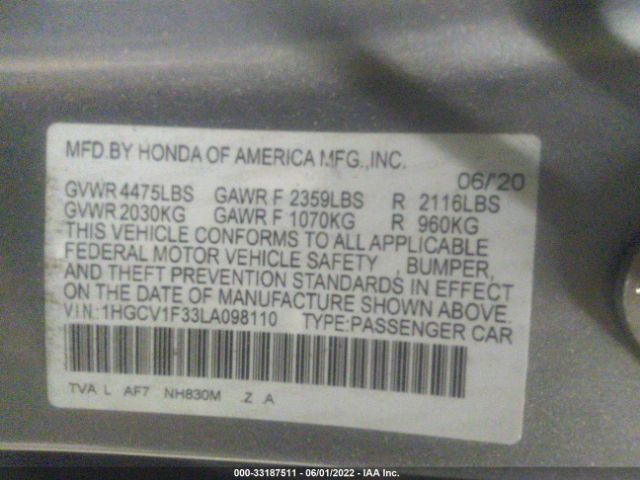 MFD.BY HONDA OF AMERICA MFG.,INC.
06/'20
GVWR 4475LBS GAWR F 2359LBS R 2116LBS
GVWR 2030KG GAWR F 1070KG R 960KG
THIS VEHICLE CONFORMS TO ALL APPLICABLE
FEDERAL MOTOR VEHICLE SAFETY , BUMPER,
AND THEFT PREVENTION STANDARDS IN EFFECT
ON THE DATE OF MANUFACTURE SHOWN ABOVE.
VIN.:1HGCV1F33LA098110 TYPE:PASSENGER CAR
TVA L AF7 NH830M .Z .A
000-33187511 - 06/01/2022 - IAA Inc.